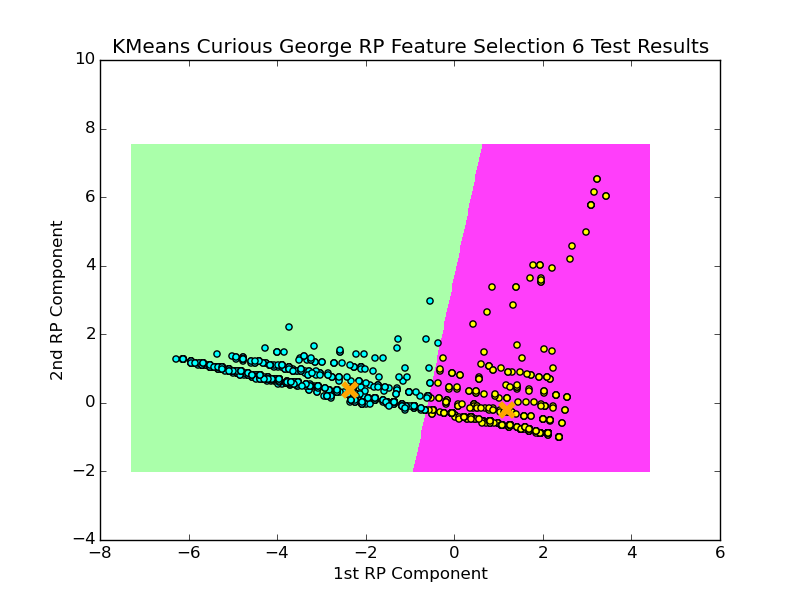 KMeans Curious George RP Feature Selection 6 Test Results
10
8
6
4
2
0
−2
−4
2nd RP Component
−8 −6 −4 −2 0 2 4 6
1st RP Component